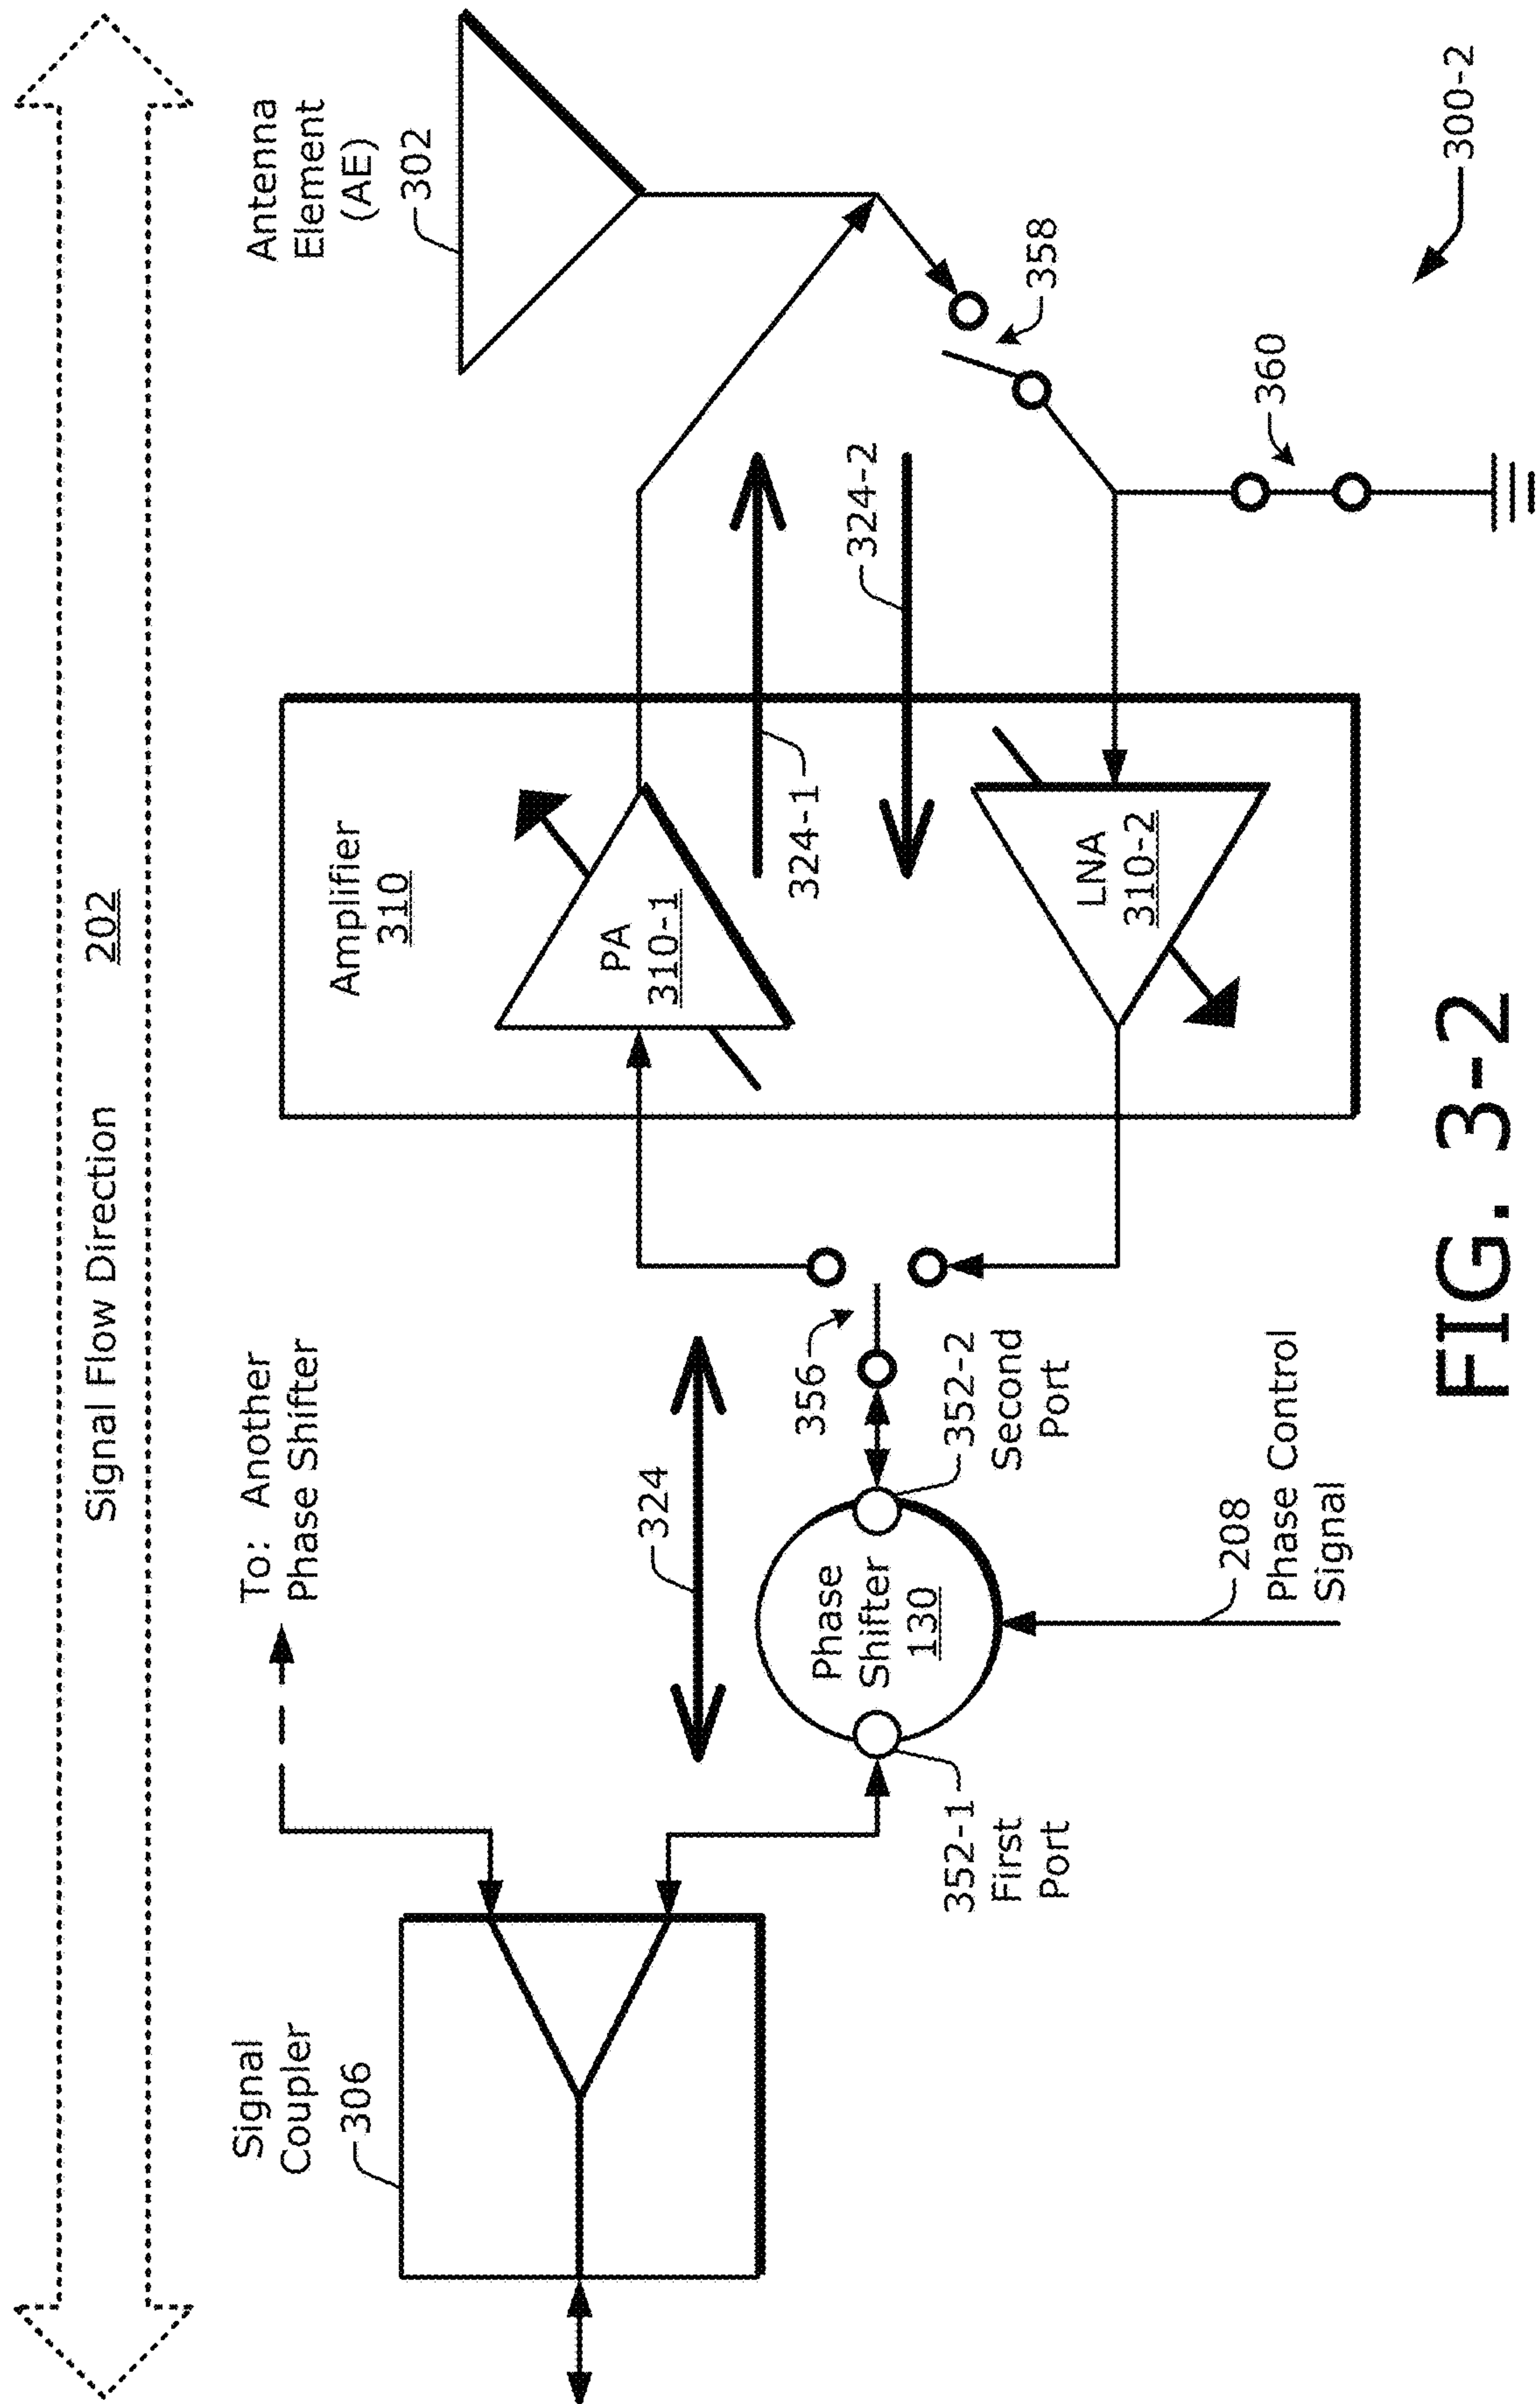 Signal Flow Direction 202
To: Another
Phase Shifter
Signal
Coupler
306
324
Amplifier
310
Antenna
Element
(AE)
302
PA
310-1
324-1
324-2
LNA
310-2
356
358
360
Phase
Shifter
130
352-1
First
Port
352-2
Second
Port
208
Phase Control
Signal
300-2
FIG. 3-2